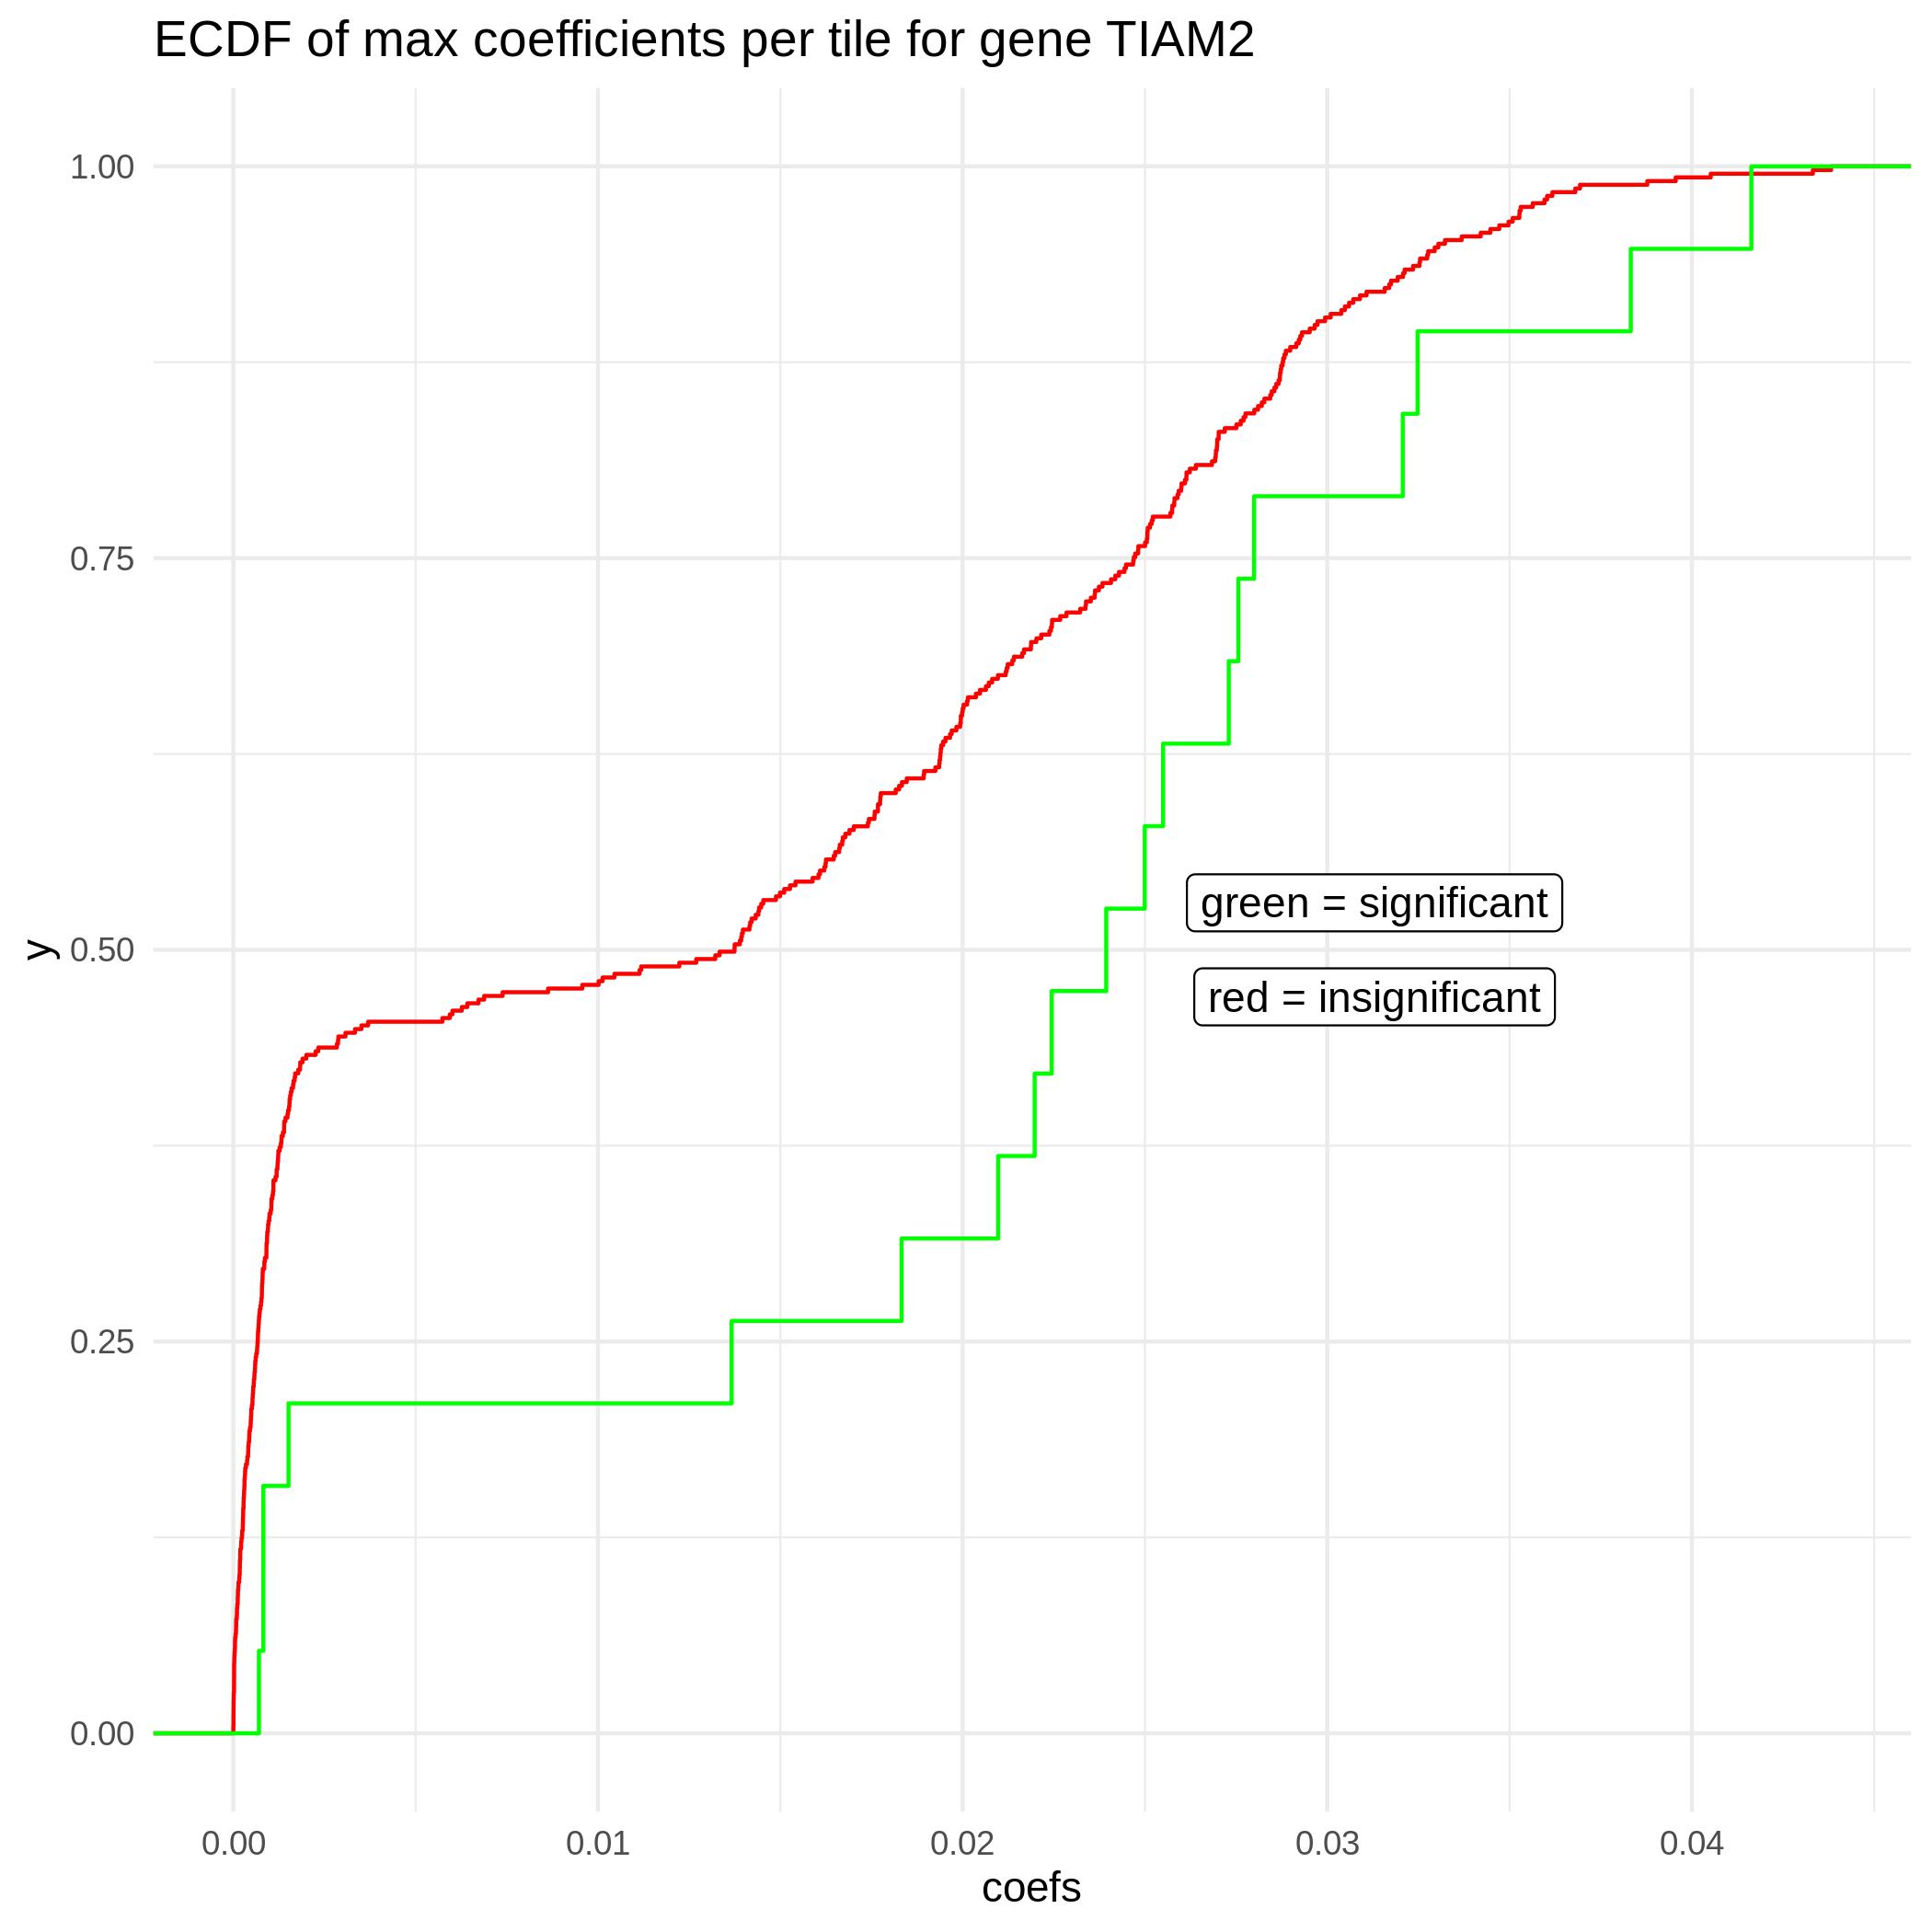 ECDF of max coefficients per tile for gene TIAM2
1.00
0.75
0.50
0.25
0.00
y
green = significant
red = insignificant
0.00 0.01 0.02 0.03 0.04
coefs